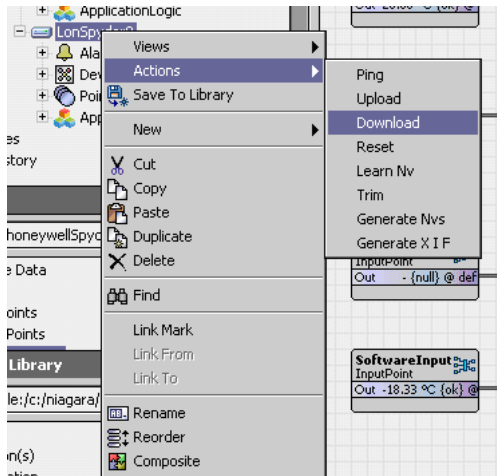 ApplicationLogic
LonSpyder0
Ala
Dev
Poi
App
es
story
honeywellSpyd
e Data
oints
Points
Library
le:/c:/niagara/
on(s)
Views
Actions
Save To Library
New
Cut
Copy
Paste
Duplicate
Delete
Find
Link Mark
Link From
Link To
Rename
Reorder
Composite
Ping
Upload
Download
Reset
Learn Nv
Trim
Generate Nvs
Generate X I F
InputPoint
Out - {null} @ def
SoftwareInput
InputPoint
Out -18.33 °C {ok} @